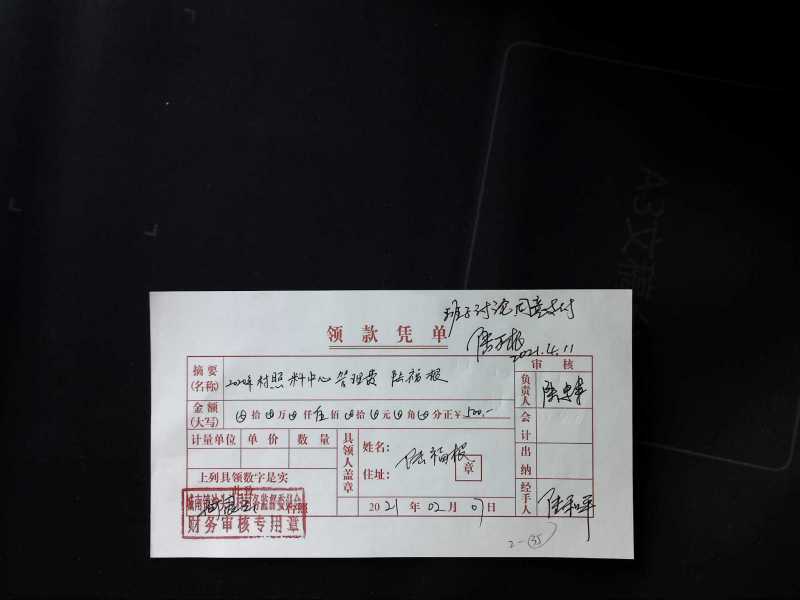 班子讨论同意支付
2021.4.11
领款凭单
审核
摘要(名称) 2020年村照料中心管理费 陆福根
负责人
金额(大写) 拾 万 仟伍佰 拾 元 角 分正￥500.-
会计
计量单位 单价 数量
具领人盖章
姓名: 陆福根
住址:
章
出纳
上列具领数字是实
经手人
2021年02月07日
财务审核专用章
2-35
A3文